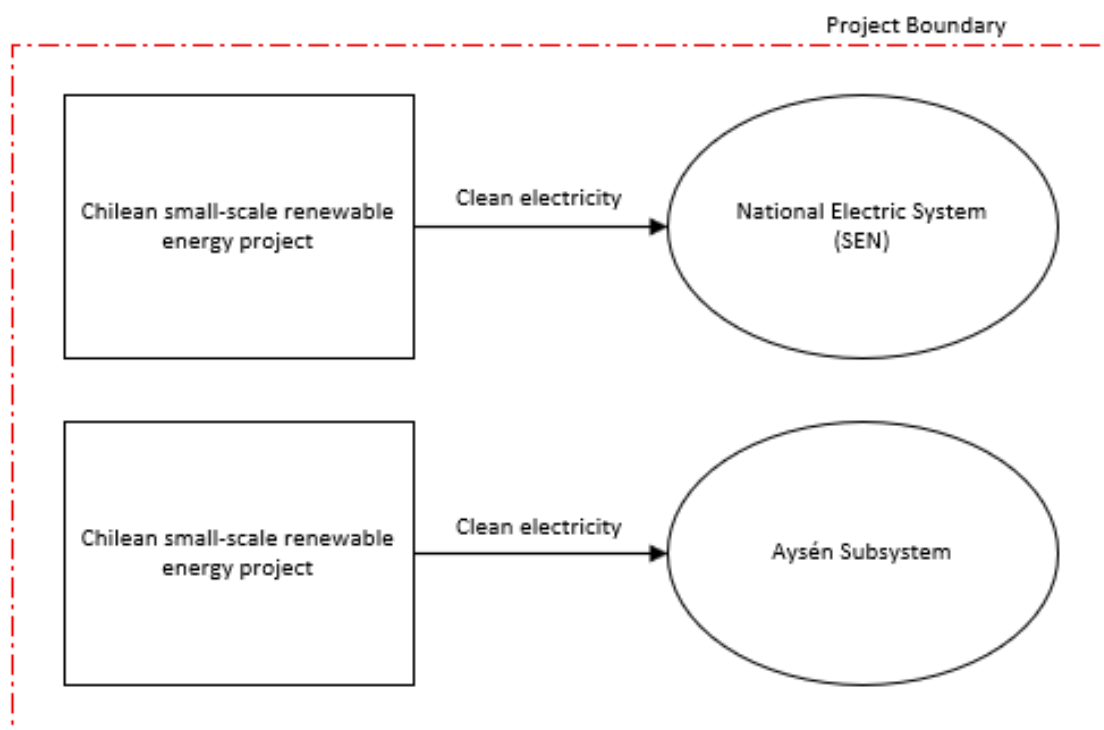 Project Boundary
Chilean small-scale renewable
energy project
Clean electricity
National Electric System
(SEN)
Chilean small-scale renewable
energy project
Clean electricity
Aysén Subsystem